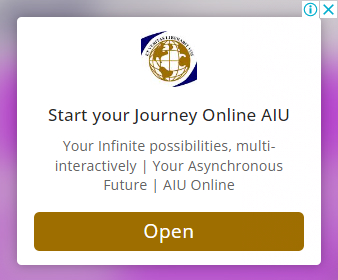 Start your Journey Online AIU
Your Infinite possibilities, multi-
interactively | Your Asynchronous
Future | AIU Online
Open